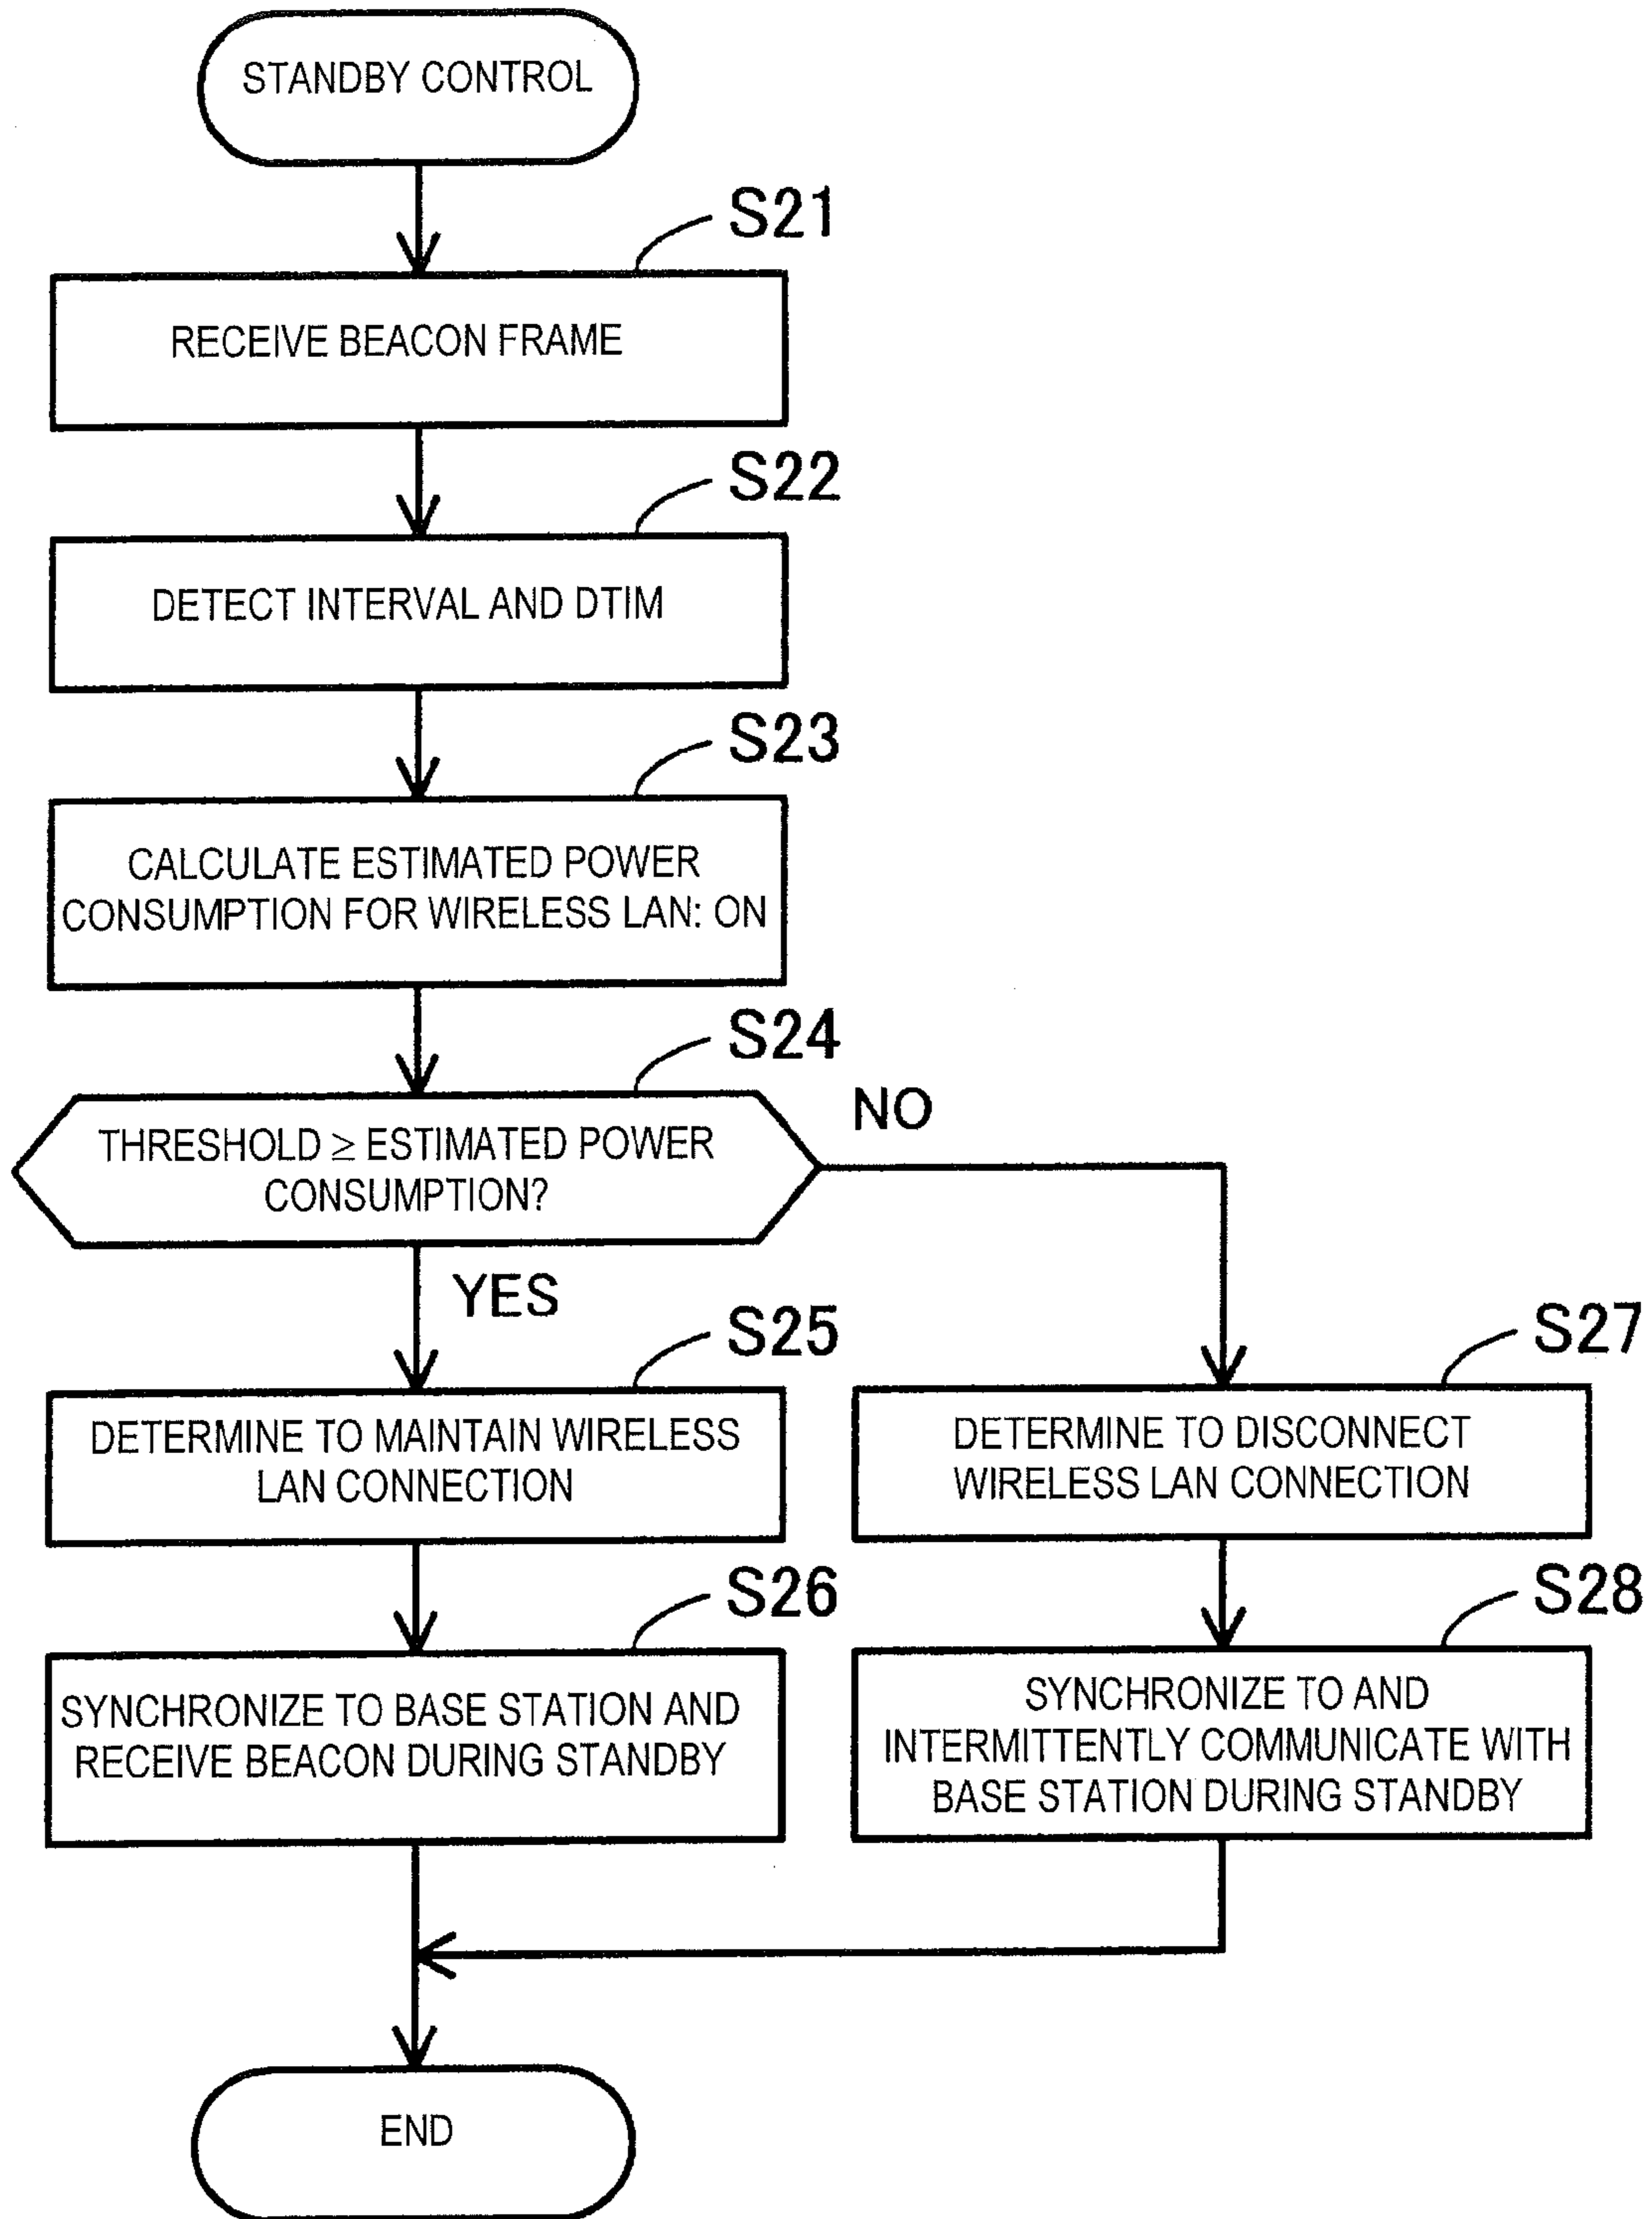 STANDBY CONTROL
S21
RECEIVE BEACON FRAME
S22
DETECT INTERVAL AND DTIM
S23
CALCULATE ESTIMATED POWER
CONSUMPTION FOR WIRELESS LAN: ON
S24
THRESHOLD ≥ ESTIMATED POWER
CONSUMPTION?
NO
YES
S25
DETERMINE TO MAINTAIN WIRELESS
LAN CONNECTION
S27
DETERMINE TO DISCONNECT
WIRELESS LAN CONNECTION
S26
SYNCHRONIZE TO BASE STATION AND
RECEIVE BEACON DURING STANDBY
S28
SYNCHRONIZE TO AND
INTERMITTENTLY COMMUNICATE WITH
BASE STATION DURING STANDBY
END